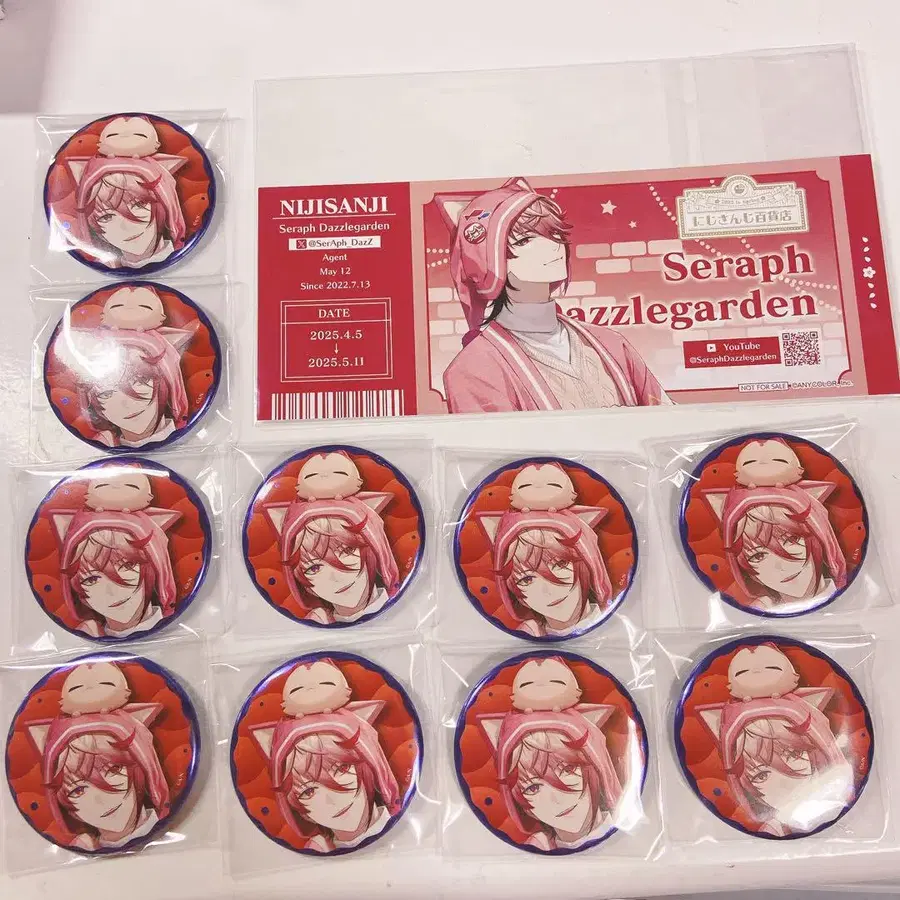 NIJISANJI
Seraph Dazzlegarden
@SerAph_DazZ
Agent
May 12
Since 2022.7.13
DATE
2025.4.5
2025.5.11
にじさんじ百貨店
Seraph
Dazzlegarden
YouTube
@SeraphDazzlegarden
NOT FOR SALE ©ANYCOLOR, Inc.